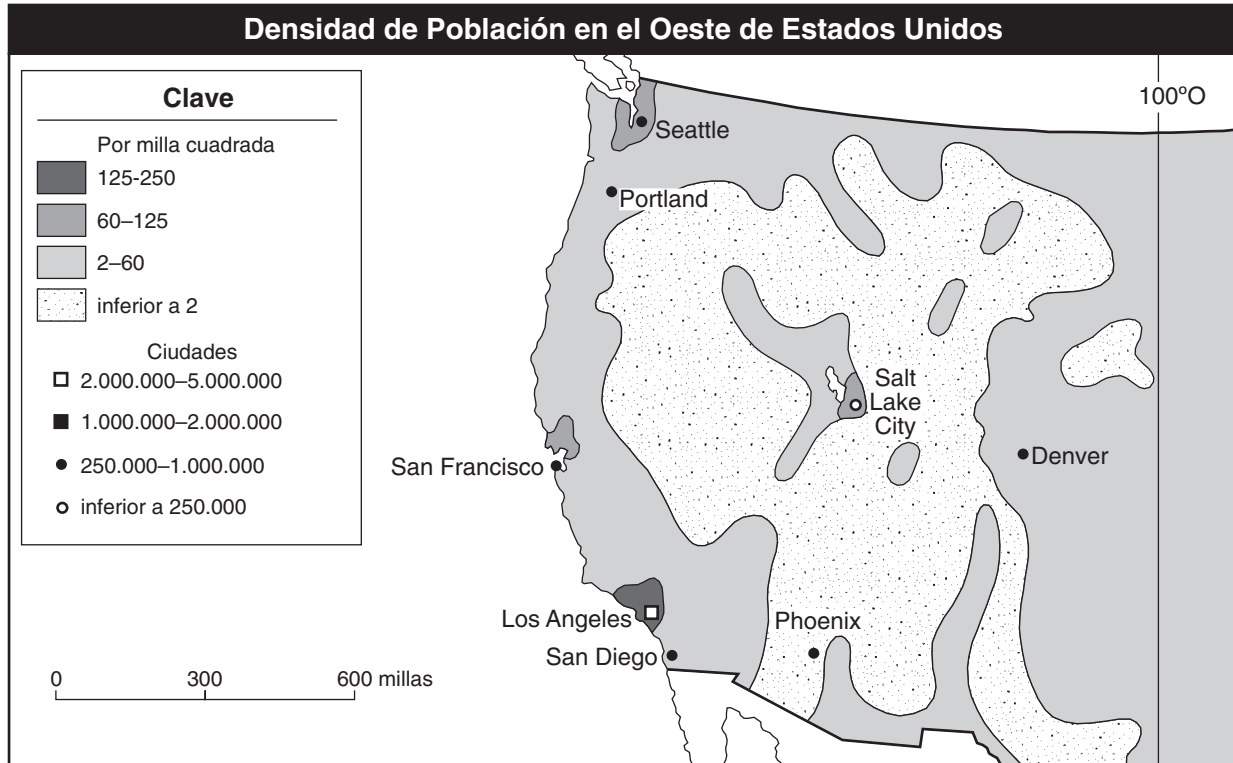 Densidad de Población en el Oeste de Estados Unidos
Clave
Por milla cuadrada
125-250
60–125
2–60
inferior a 2
Ciudades
2.000.000–5.000.000
1.000.000–2.000.000
250.000–1.000.000
inferior a 250.000
0 300 600 millas
100ºO
Seattle
Portland
Salt
Lake
City
Denver
San Francisco
Los Angeles
Phoenix
San Diego